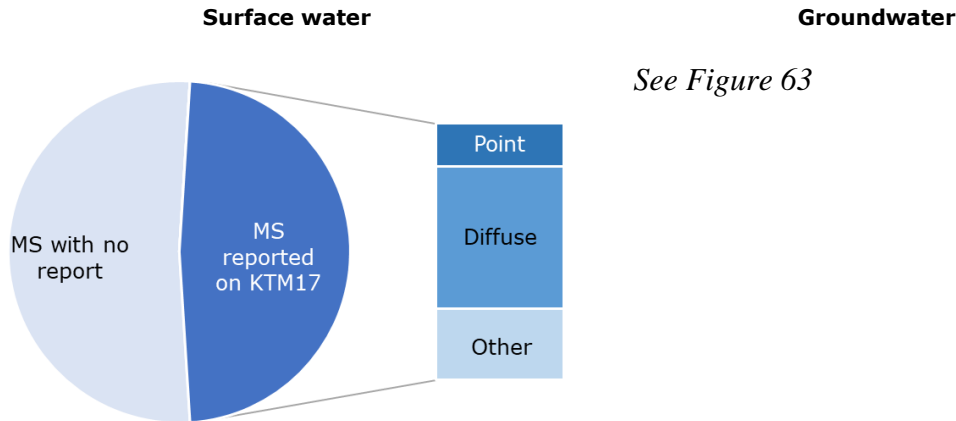 Surface water
Groundwater
See Figure 63
Point
MS with no
report
MS
reported
on KTM17
Diffuse
Other